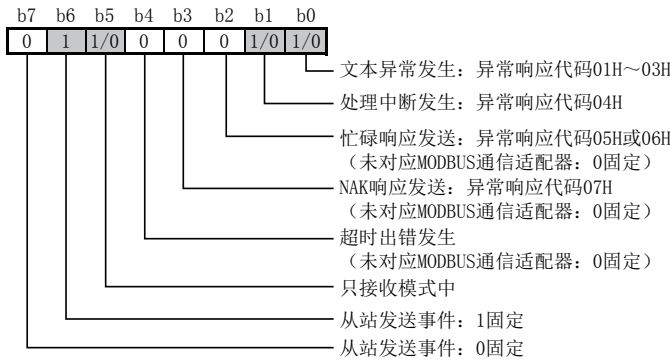 b7 b6 b5 b4 b3 b2 b1 b0
0 1 1/0 0 0 0 1/0 1/0
文本异常发生：异常响应代码01H～03H
处理中断发生：异常响应代码04H
忙碌响应发送：异常响应代码05H或06H
（未对应MODBUS通信适配器：0固定）
NAK响应发送：异常响应代码07H
（未对应MODBUS通信适配器：0固定）
超时出错发生
（未对应MODBUS通信适配器：0固定）
只接收模式中
从站发送事件：1固定
从站发送事件：0固定